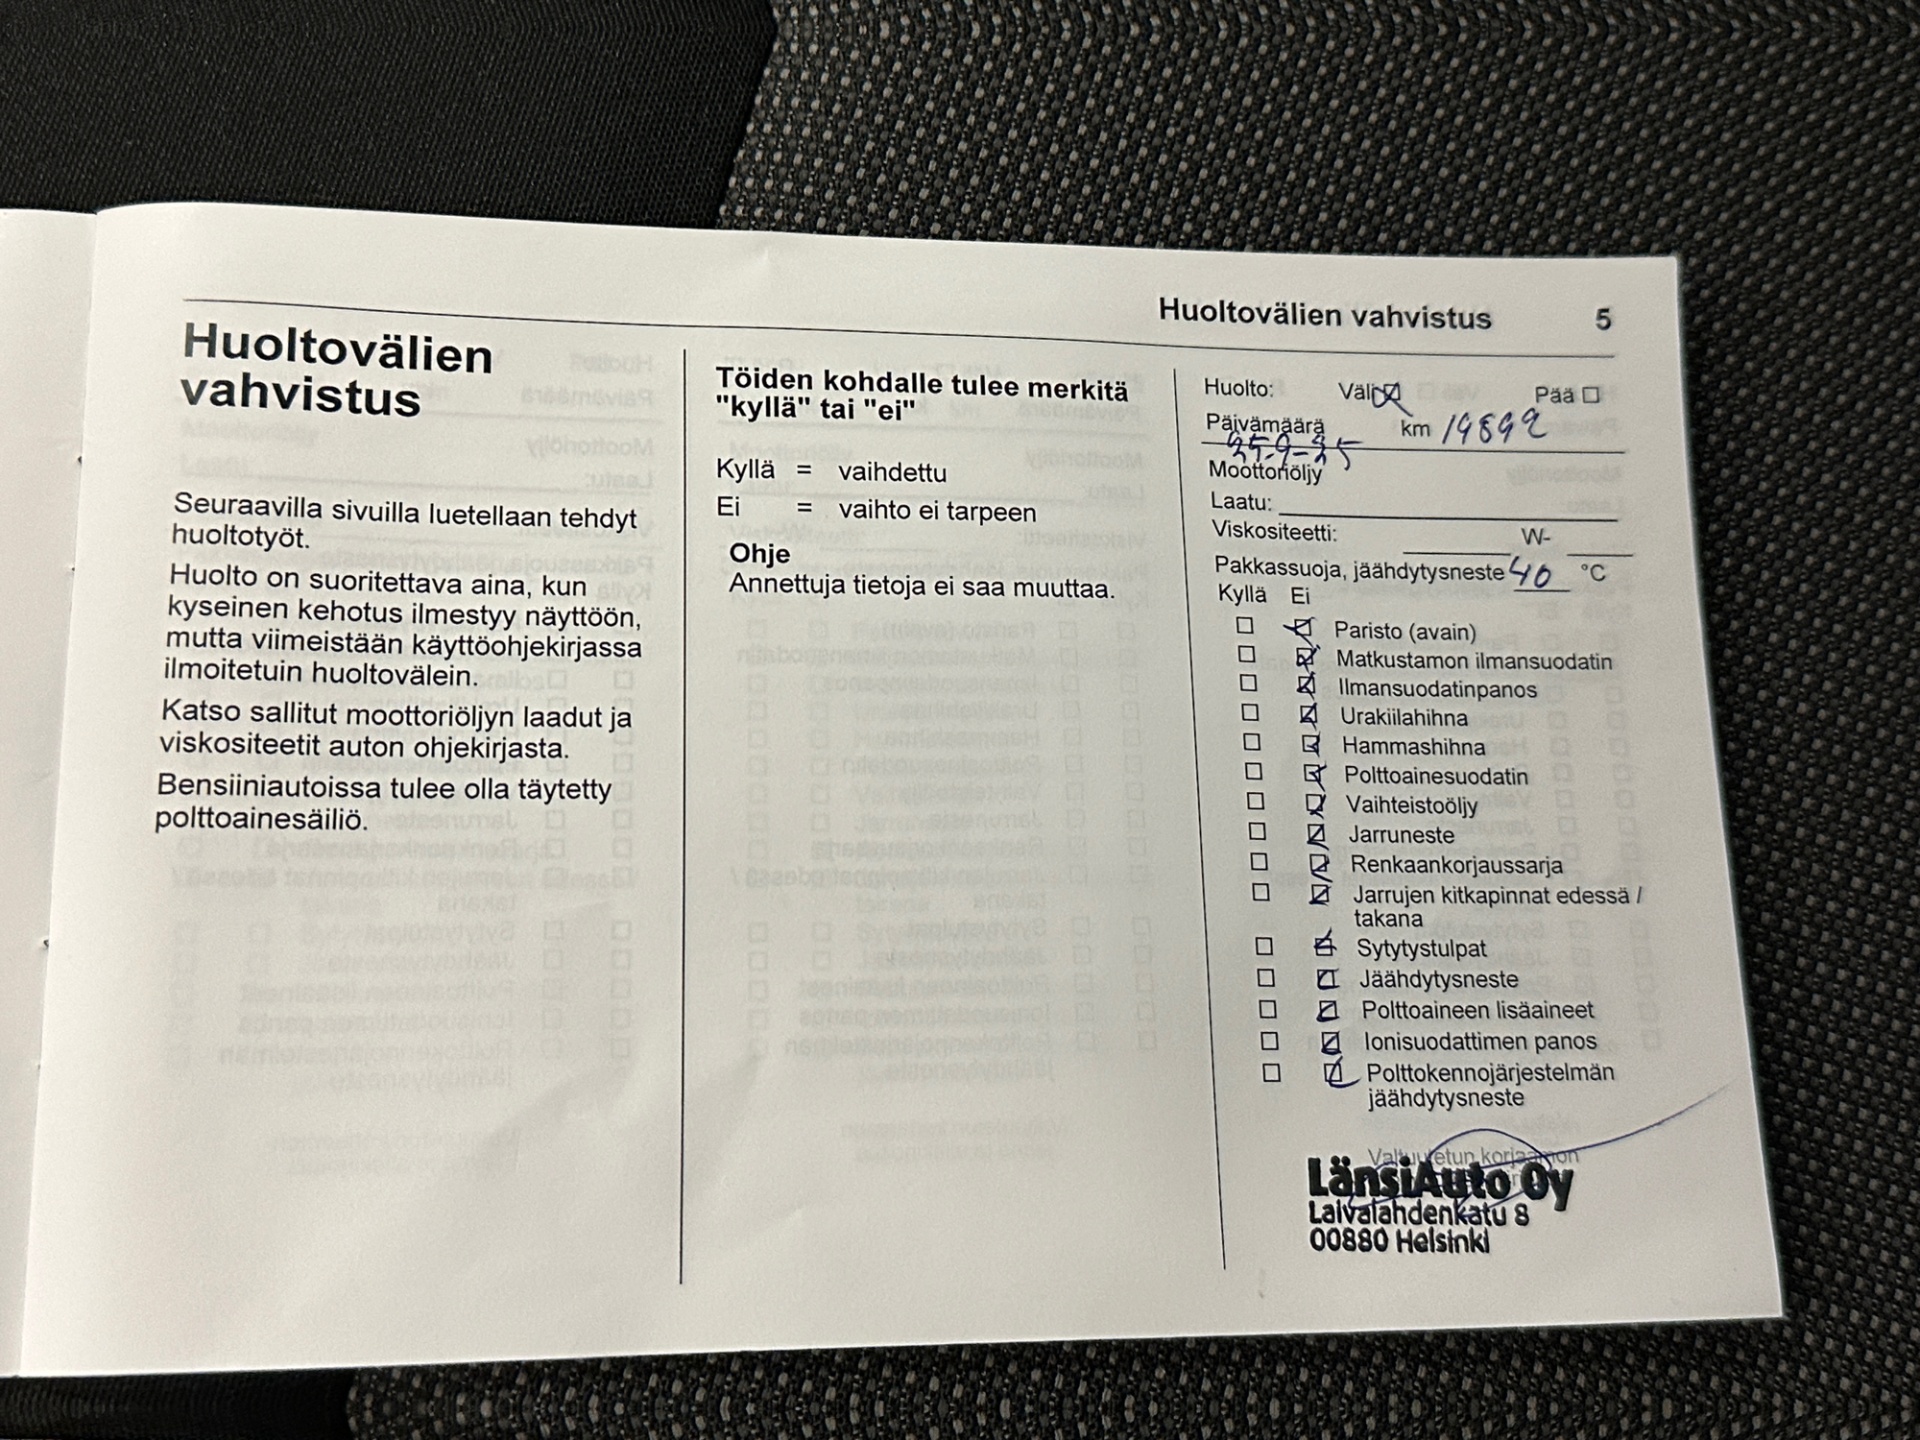 Huoltovälien vahvistus 5
Huoltovälien
vahvistus
Seuraavilla sivuilla luetellaan tehdyt
huoltotyöt.
Huolto on suoritettava aina, kun
kyseinen kehotus ilmestyy näyttöön,
mutta viimeistään käyttöohjekirjassa
ilmoitetuin huoltovälein.
Katso sallitut moottoriöljyn laadut ja
viskositeetit auton ohjekirjasta.
Bensiiniautoissa tulee olla täytetty
polttoainesäiliö.
Töiden kohdalle tulee merkitä
"kyllä" tai "ei"
Kyllä = vaihdettu
Ei = vaihto ei tarpeen
Ohje
Annettuja tietoja ei saa muuttaa.
Huolto: Väli ☒ Pää ☐
Päivämäärä km 19892
Moottoriöljy
Laatu:
Viskositeetti: W-
Pakkassuoja, jäähdytysneste 40 °C
Kyllä Ei
☐ ☒ Paristo (avain)
☐ ☒ Matkustamon ilmansuodatin
☐ ☒ Ilmansuodatinpanos
☐ ☒ Urakiilahihna
☐ ☒ Hammashihna
☐ ☒ Polttoainesuodatin
☐ ☒ Vaihteistoöljy
☐ ☒ Jarruneste
☐ ☒ Renkaankorjaussarja
☐ ☒ Jarrujen kitkapinnat edessä /
takana
☐ ☒ Sytytystulpat
☐ ☒ Jäähdytysneste
☐ ☒ Polttoaineen lisäaineet
☐ ☒ Ionisuodattimen panos
☐ ☒ Polttokennojärjestelmän
jäähdytysneste
Valtuutetun korjaamon
LänsiAuto Oy
Laivalahdenkatu 8
00880 Helsinki